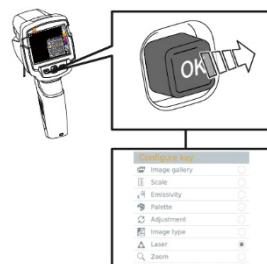 OK
Configure key
Image gallery
Scale
Emissivity
Palette
Adjustment
Image type
Laser
Zoom